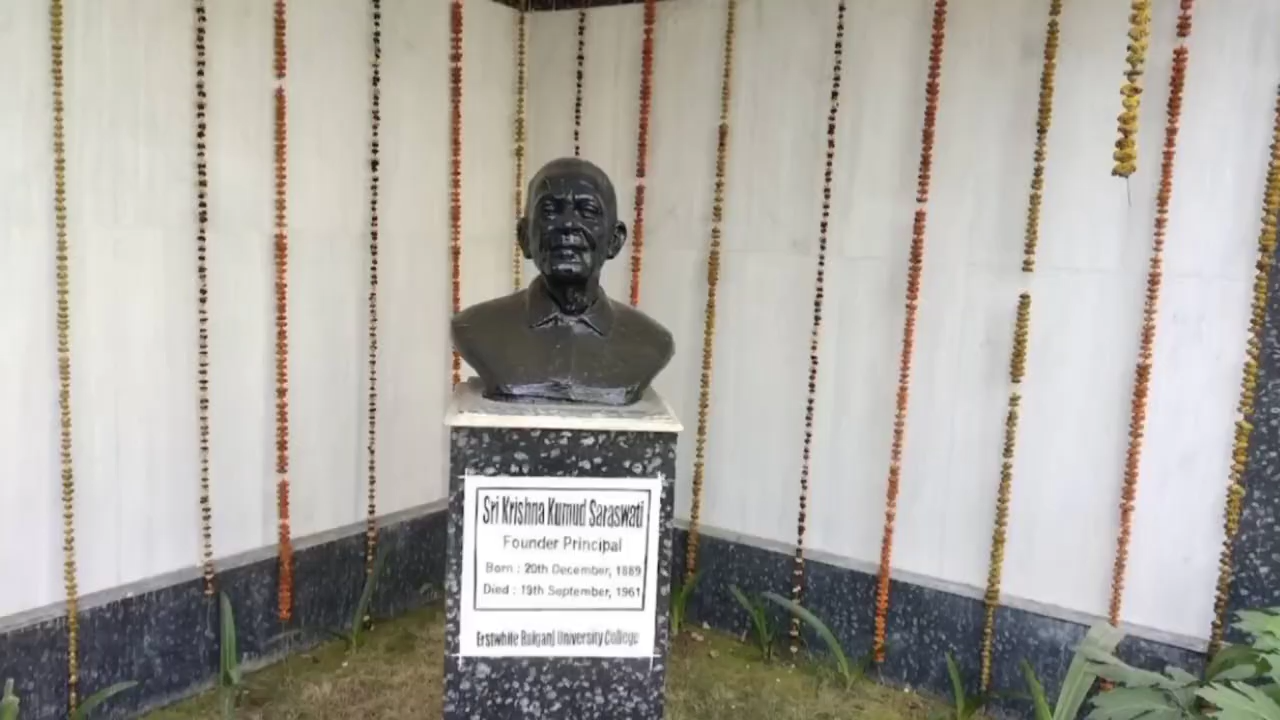 Sri Krishna Kumud Saraswati
Founder Principal
Born : 20th December, 1889
Died : 19th September, 1961
Erstwhile Raiganj University College